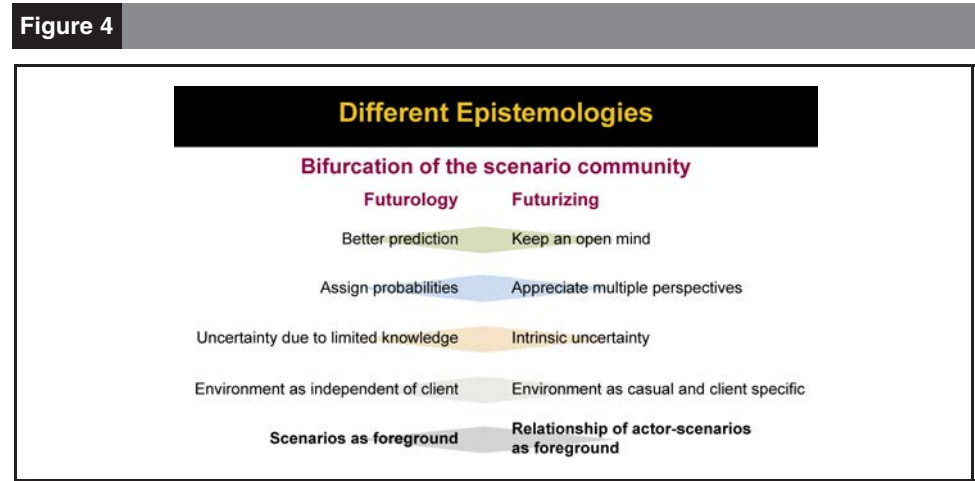 Figure 4
Different Epistemologies
Bifurcation of the scenario community
Futurology Futurizing
Better prediction Keep an open mind
Assign probabilities Appreciate multiple perspectives
Uncertainty due to limited knowledge Intrinsic uncertainty
Environment as independent of client Environment as casual and client specific
Scenarios as foreground Relationship of actor-scenarios
as foreground